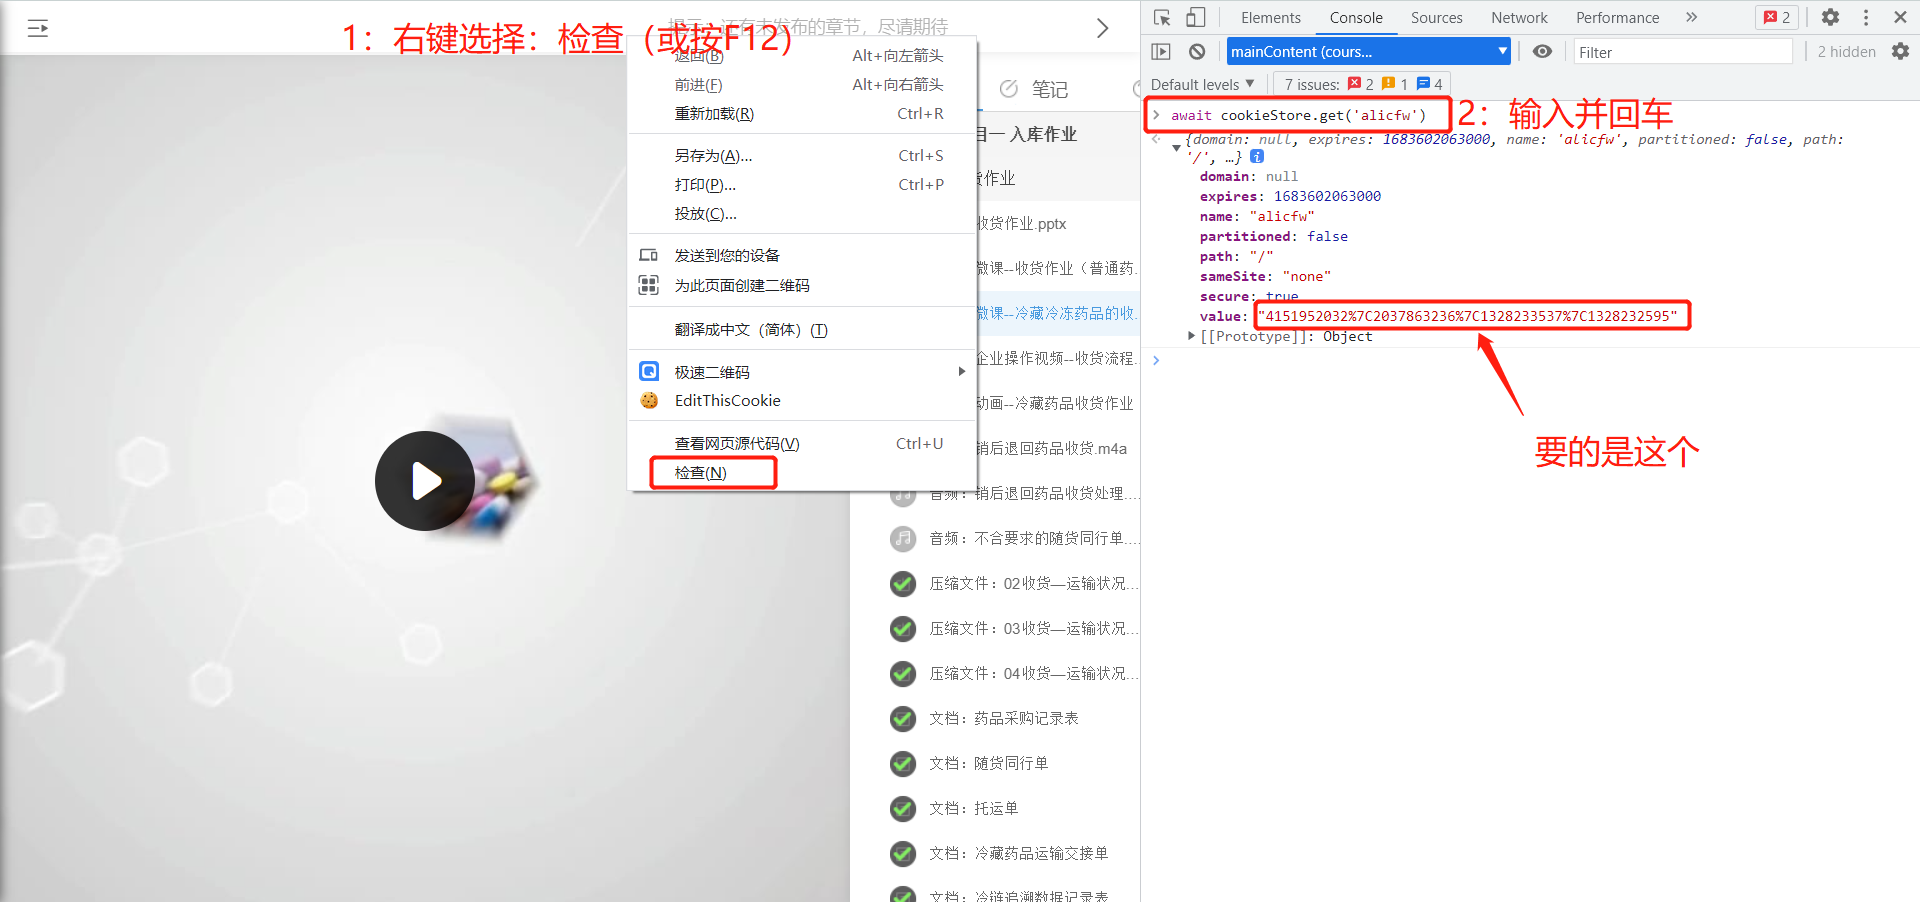 提示：还有未发布的章节，尽请期待
1：右键选择：检查（或按F12）
返回(B) Alt+向左箭头
前进(F) Alt+向右箭头
重新加载(R) Ctrl+R
另存为(A)... Ctrl+S
打印(P)... Ctrl+P
投放(C)...
发送到您的设备
为此页面创建二维码
翻译成中文（简体）(T)
极速二维码
EditThisCookie
查看网页源代码(V) Ctrl+U
检查(N)
笔记
目一 入库作业
货作业
收货作业.pptx
微课--收货作业（普通药.
微课--冷藏冷冻药品的收.
企业操作视频--收货流程.
动画--冷藏药品收货作业
销后退回药品收货.m4a
音频：销后退回药品收货处理....
音频：不合要求的随货同行单....
压缩文件：02收货—运输状况...
压缩文件：03收货—运输状况...
压缩文件：04收货—运输状况...
文档：药品采购记录表
文档：随货同行单
文档：托运单
文档：冷藏药品运输交接单
文档：冷链追溯数据记录表
Elements Console Sources Network Performance » 2
mainContent (cours... Filter 2 hidden
Default levels 7 issues: 2 1 4
await cookieStore.get('alicfw')
2：输入并回车
{domain: null, expires: 1683602063000, name: 'alicfw', partitioned: false, path:
'/', …}
domain: null
expires: 1683602063000
name: "alicfw"
partitioned: false
path: "/"
sameSite: "none"
secure: true
value: "4151952032%7C2037863236%7C1328233537%7C1328232595"
[[Prototype]]: Object
要的是这个